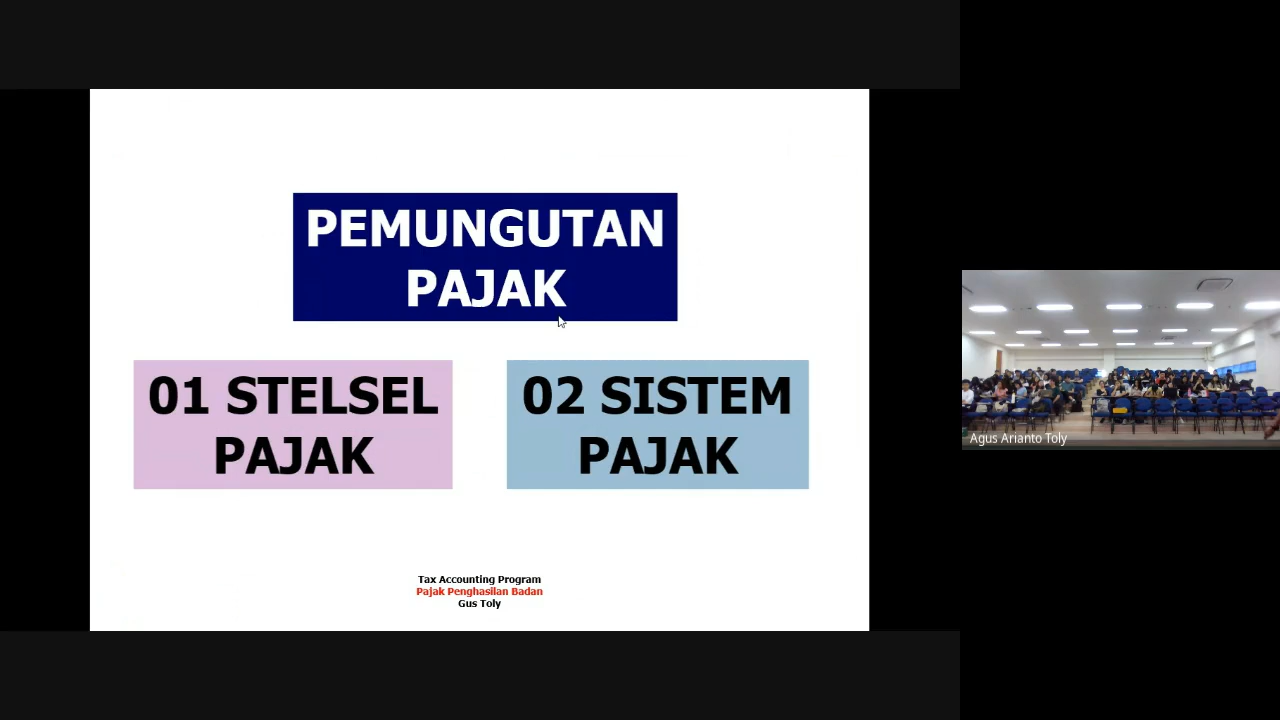 PEMUNGUTAN
PAJAK
01 STELSEL
PAJAK
02 SISTEM
PAJAK
Tax Accounting Program
Pajak Penghasilan Badan
Gus Toly
Agus Arianto Toly